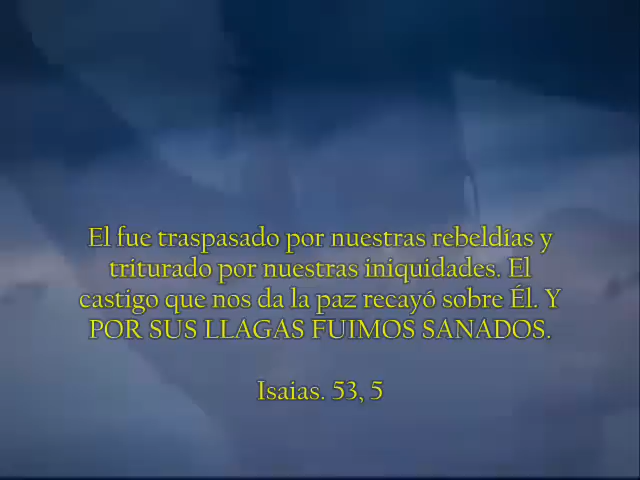 El fue traspasado por nuestras rebeldías y
triturado por nuestras iniquidades. El
castigo que nos da la paz recayó sobre Él. Y
POR SUS LLAGAS FUIMOS SANADOS.
Isaias. 53, 5